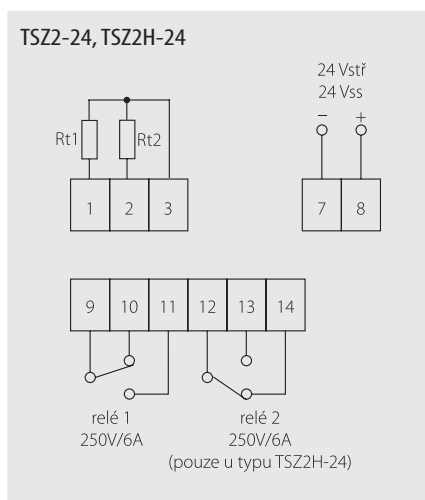 TSZ2-24, TSZ2H-24
24 Vstř
24 Vss
− +
Rt1 Rt2
1 2 3 7 8
9 10 11 12 13 14
relé 1 relé 2
250V/6A 250V/6A
(pouze u typu TSZ2H-24)